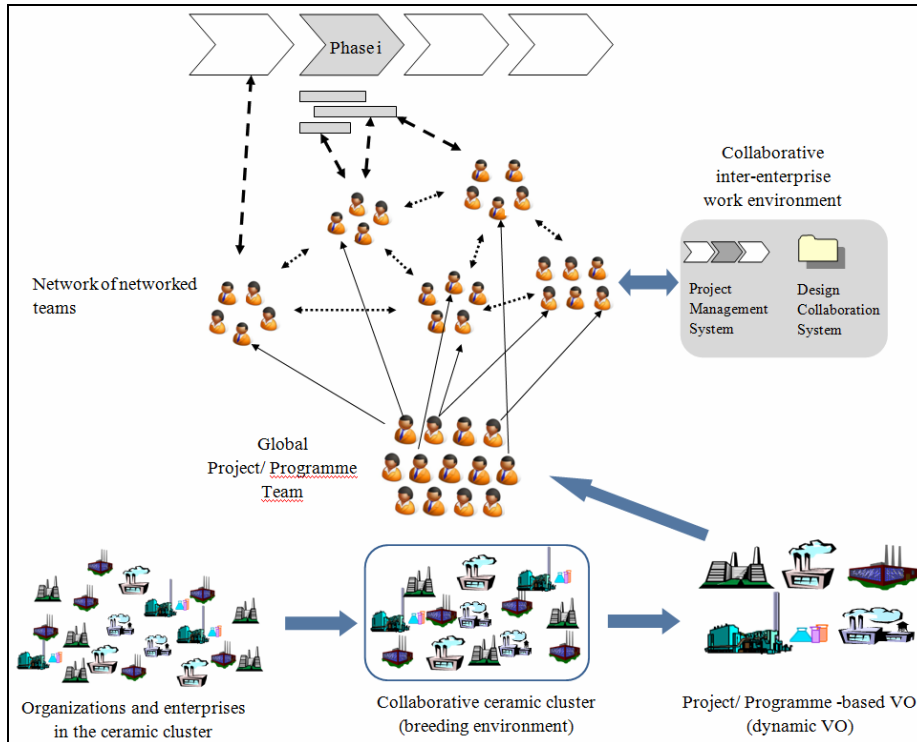 Phase i
Collaborative
inter-enterprise
work environment
Network of networked
teams
Project
Management
System
Design
Collaboration
System
Global
Project/ Programme
Team
Organizations and enterprises
in the ceramic cluster
Collaborative ceramic cluster
(breeding environment)
Project/ Programme -based VO
(dynamic VO)